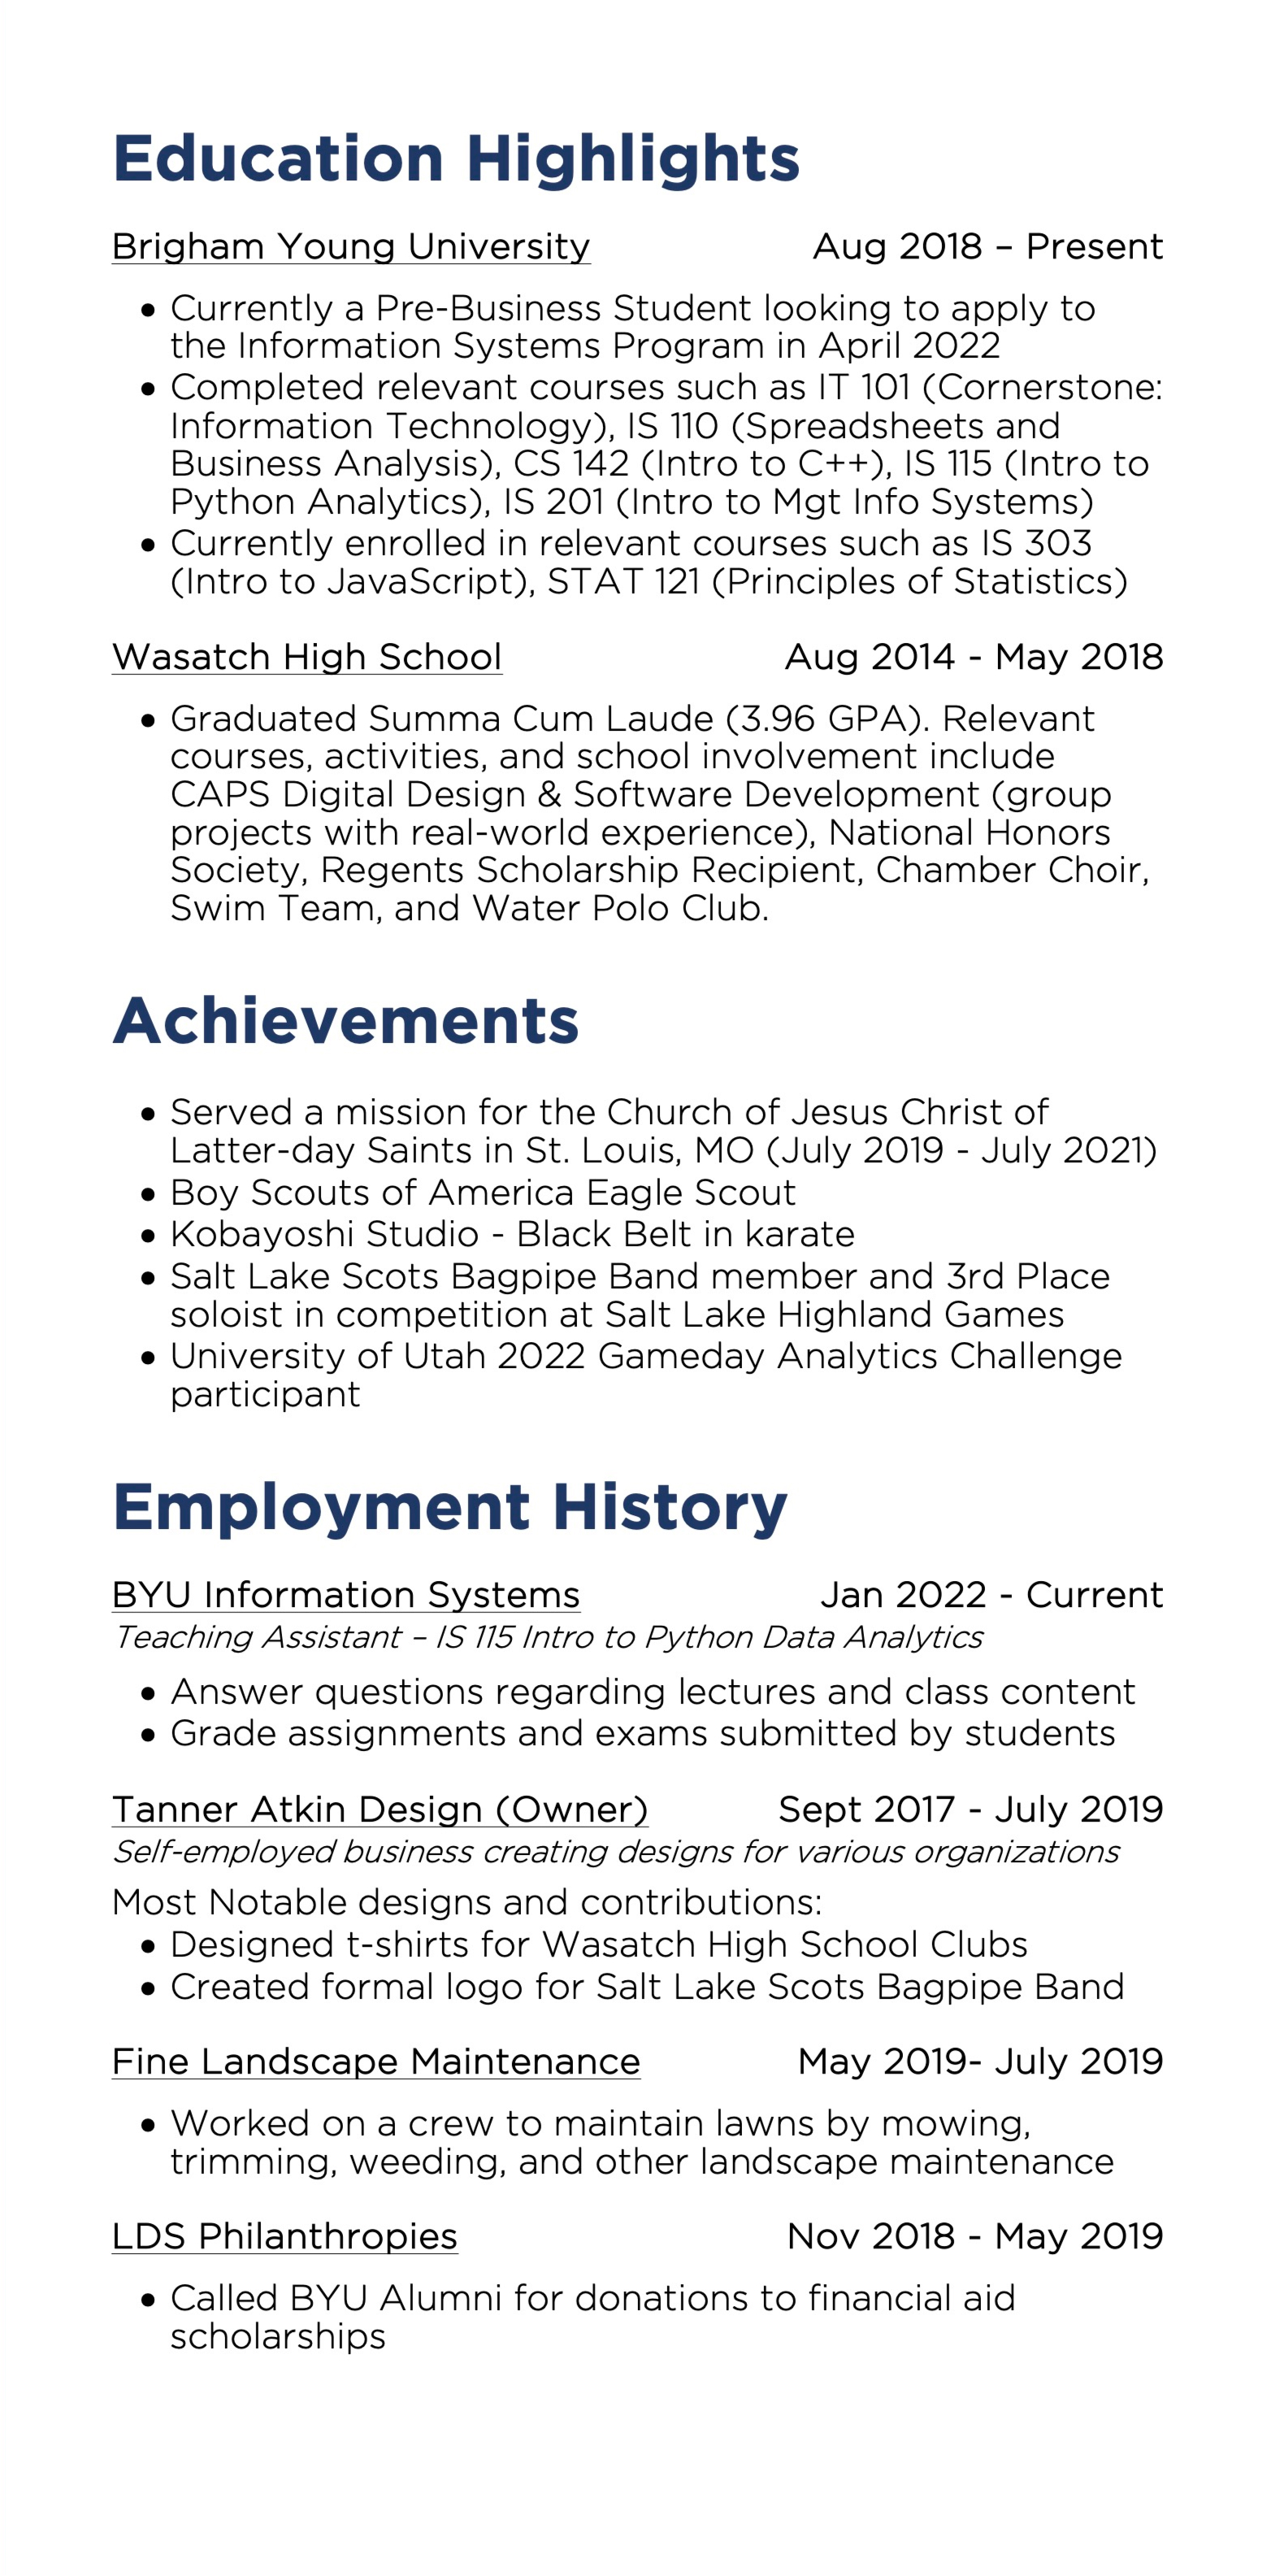 Education Highlights
Brigham Young University Aug 2018 – Present
• Currently a Pre-Business Student looking to apply to
the Information Systems Program in April 2022
• Completed relevant courses such as IT 101 (Cornerstone:
Information Technology), IS 110 (Spreadsheets and
Business Analysis), CS 142 (Intro to C++), IS 115 (Intro to
Python Analytics), IS 201 (Intro to Mgt Info Systems)
• Currently enrolled in relevant courses such as IS 303
(Intro to JavaScript), STAT 121 (Principles of Statistics)
Wasatch High School Aug 2014 - May 2018
• Graduated Summa Cum Laude (3.96 GPA). Relevant
courses, activities, and school involvement include
CAPS Digital Design & Software Development (group
projects with real-world experience), National Honors
Society, Regents Scholarship Recipient, Chamber Choir,
Swim Team, and Water Polo Club.
Achievements
• Served a mission for the Church of Jesus Christ of
Latter-day Saints in St. Louis, MO (July 2019 - July 2021)
• Boy Scouts of America Eagle Scout
• Kobayoshi Studio - Black Belt in karate
• Salt Lake Scots Bagpipe Band member and 3rd Place
soloist in competition at Salt Lake Highland Games
• University of Utah 2022 Gameday Analytics Challenge
participant
Employment History
BYU Information Systems Jan 2022 - Current
Teaching Assistant – IS 115 Intro to Python Data Analytics
• Answer questions regarding lectures and class content
• Grade assignments and exams submitted by students
Tanner Atkin Design (Owner) Sept 2017 - July 2019
Self-employed business creating designs for various organizations
Most Notable designs and contributions:
• Designed t-shirts for Wasatch High School Clubs
• Created formal logo for Salt Lake Scots Bagpipe Band
Fine Landscape Maintenance May 2019- July 2019
• Worked on a crew to maintain lawns by mowing,
trimming, weeding, and other landscape maintenance
LDS Philanthropies Nov 2018 - May 2019
• Called BYU Alumni for donations to financial aid
scholarships